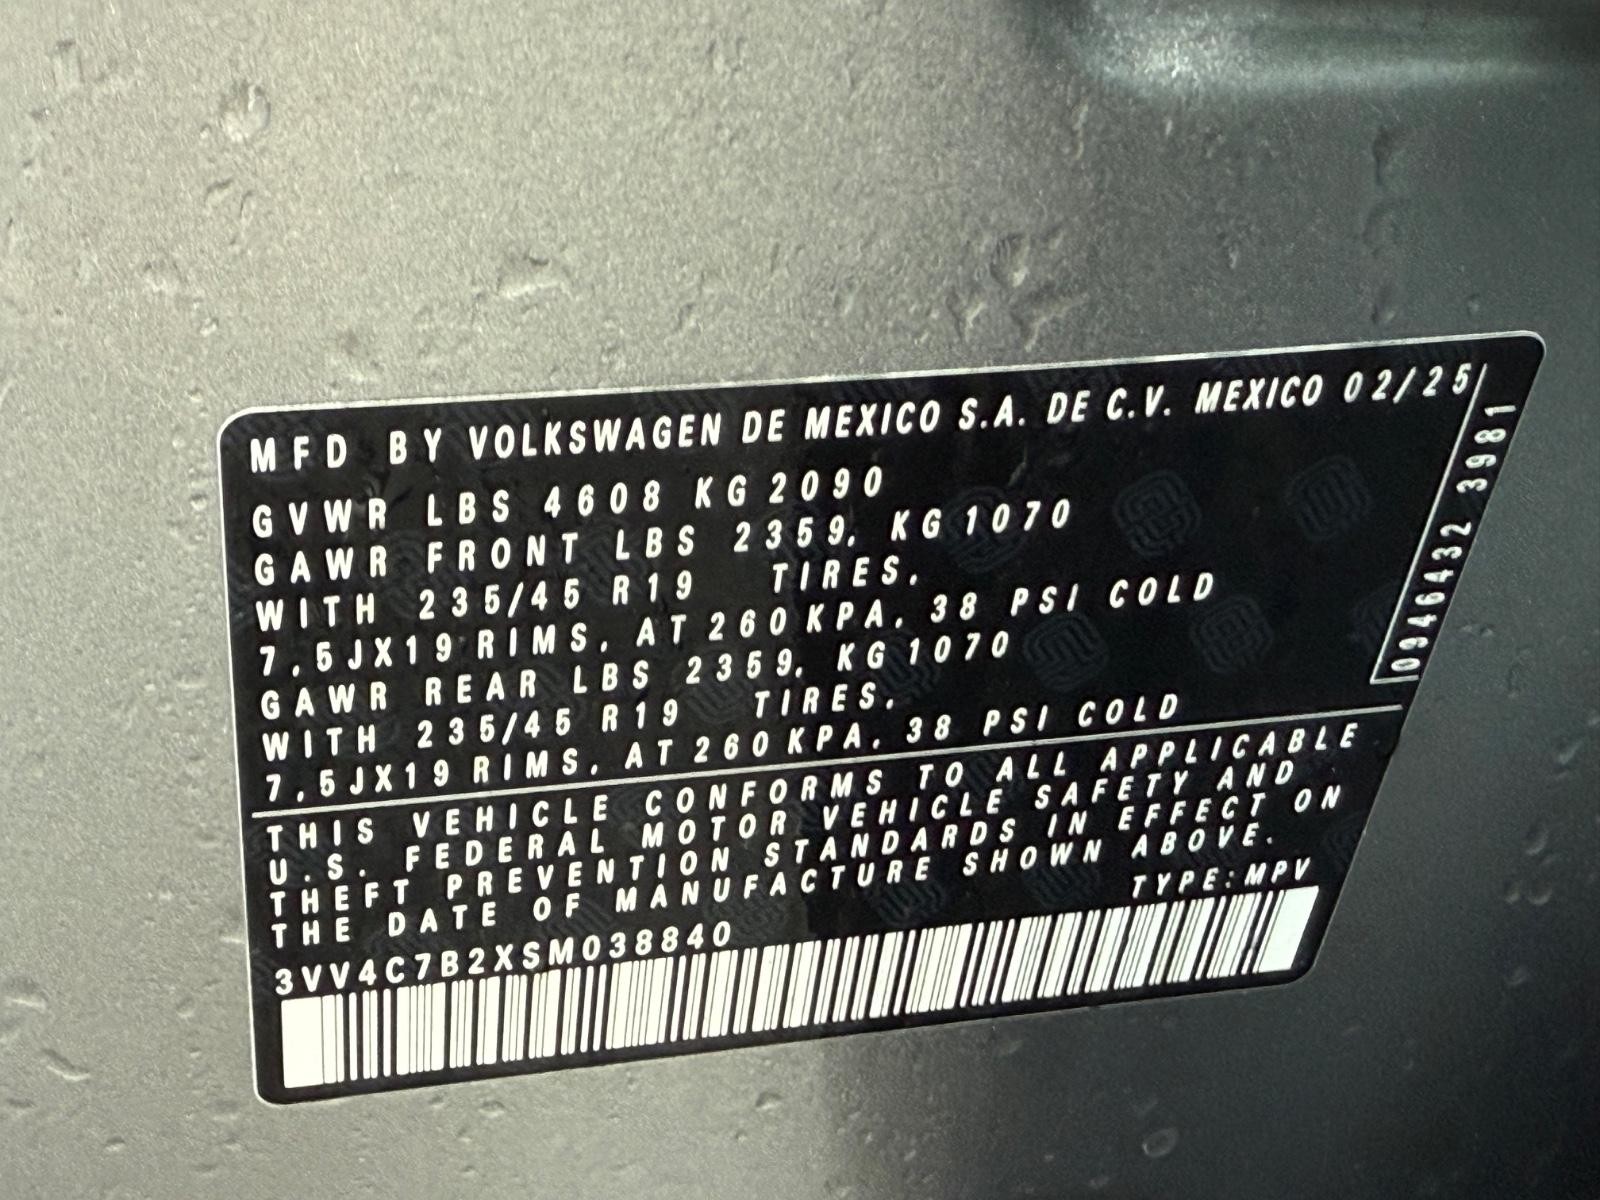 MFD BY VOLKSWAGEN DE MEXICO S.A. DE C.V. MEXICO 02/25
GVWR LBS 4608 KG 2090
GAWR FRONT LBS 2359, KG 1070
WITH 235/45 R19 TIRES,
7,5JX19 RIMS, AT 260 KPA, 38 PSI COLD
GAWR REAR LBS 2359, KG 1070
WITH 235/45 R19 TIRES,
7,5JX19 RIMS, AT 260 KPA, 38 PSI COLD
THIS VEHICLE CONFORMS TO ALL APPLICABLE
U.S. FEDERAL MOTOR VEHICLE SAFETY AND
THEFT PREVENTION STANDARDS IN EFFECT ON
THE DATE OF MANUFACTURE SHOWN ABOVE.
TYPE:MPV
3VV4C7B2XSM038840
0946432 3981